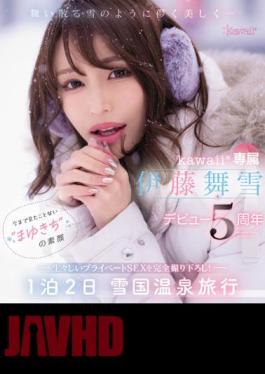 舞い散る雪のように儚く美しく―
kawaii*
kawaii*専属
伊藤舞雪
デビュー5周年
今まで見たことない
"まゆきち"
の素顔
生々しいプライベートSEXを完全撮り下ろし！
1泊2日 雪国温泉旅行
JAVHD